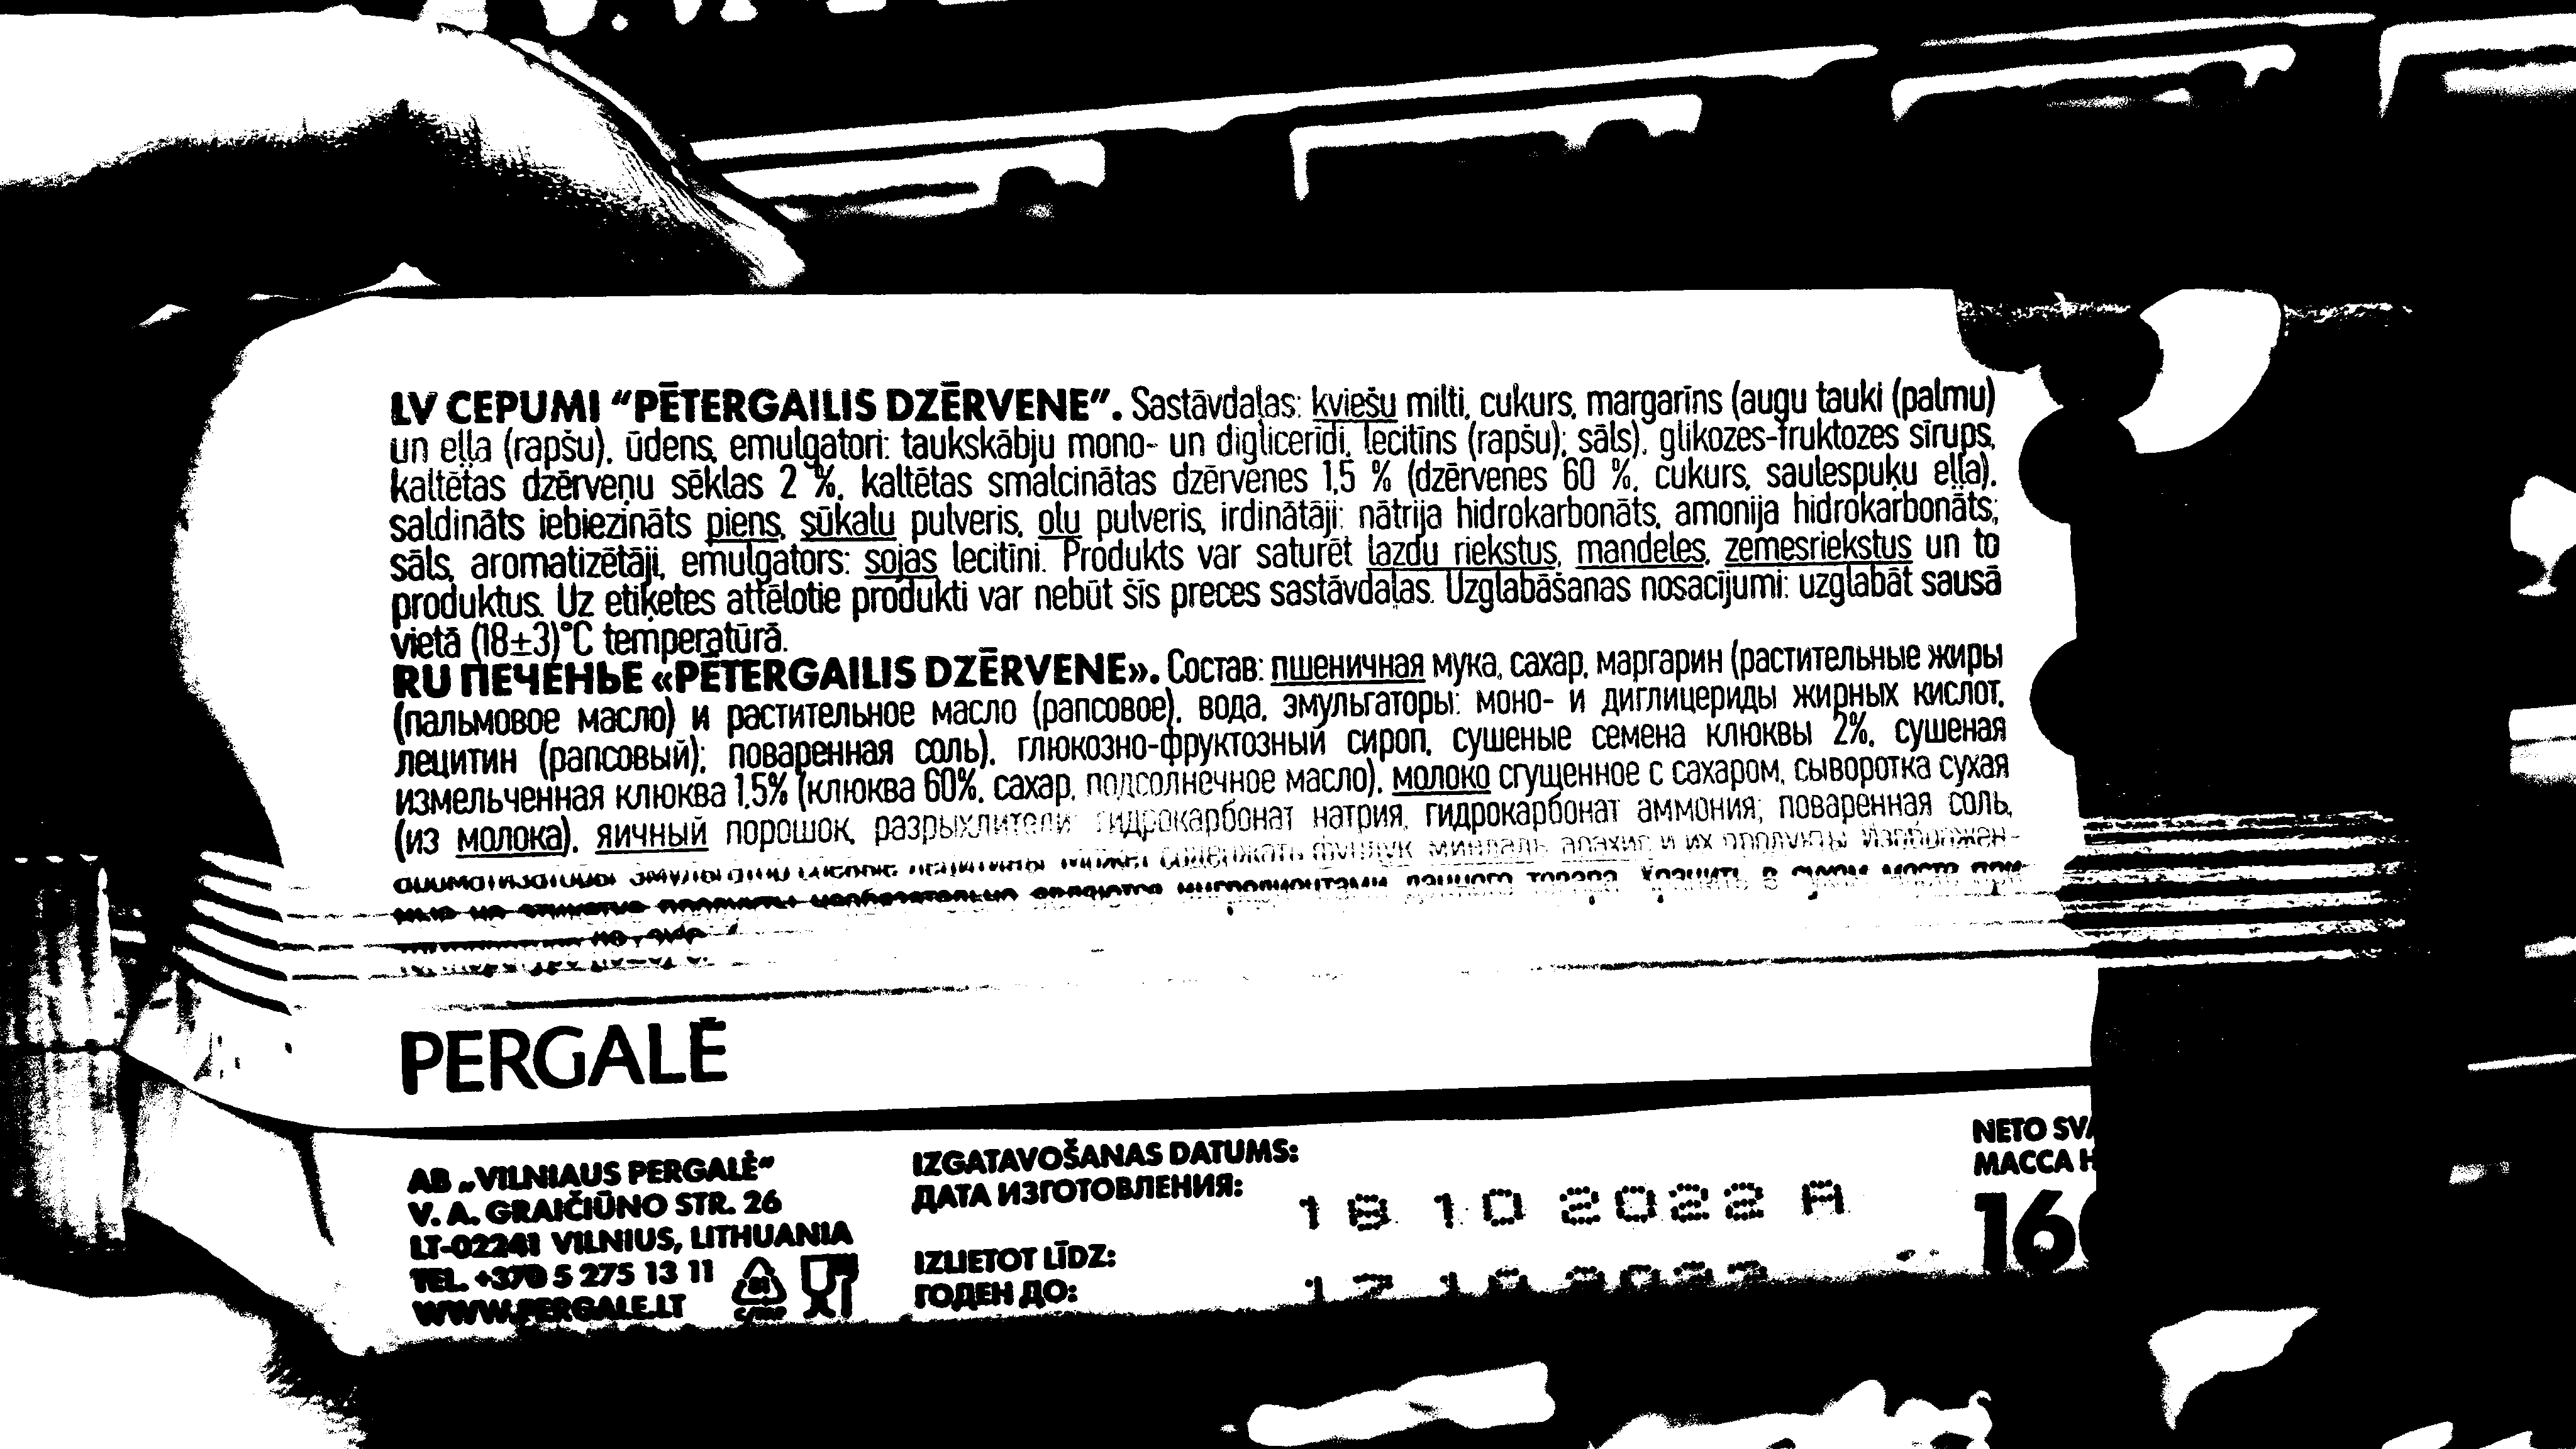 LV CEPUMI “PĒTERGAILIS DZĒRVENE”. Sastāvdaļas: kviešu milti, cukurs, margarīns (augu tauki (palmu)
un eļļa (rapšu), ūdens, emulgatori: taukskābju mono- un diglicerīdi, lecitīns (rapšu); sāls), glikozes-fruktozes sīrups,
kaltētas dzērveņu sēklas 2 %, kaltētas smalcinātas dzērvenes 1,5 % (dzērvenes 60 %, cukurs, saulespuķu eļļa),
saldināts iebiezināts piens, sūkalu pulveris, olu pulveris, irdinātāji: nātrija hidrokarbonāts, amonija hidrokarbonāts;
sāls, aromatizētāji, emulgators: sojas lecitīni. Produkts var saturēt lazdu riekstus, mandeles, zemesriekstus un to
produktus. Uz etiķetes attēlotie produkti var nebūt šīs preces sastāvdaļas. Uzglabāšanas nosacījumi: uzglabāt sausā
vietā (18±3)°C temperatūrā.
RU ПЕЧЕНЬЕ «PĒTERGAILIS DZĒRVENE». Состав: пшеничная мука, сахар, маргарин (растительные жиры
(пальмовое масло) и растительное масло (рапсовое), вода, эмульгаторы: моно- и диглицериды жирных кислот,
лецитин (рапсовый); поваренная соль), глюкозно-фруктозный сироп, сушеные семена клюквы 2%, сушеная
измельченная клюква 1,5% (клюква 60%, сахар, подсолнечное масло), молоко сгущенное с сахаром, сыворотка сухая
(из молока), яичный порошок, разрыхлители: гидрокарбонат натрия, гидрокарбонат аммония; поваренная соль,
содержать фундук, миндаль, арахис и их продукты.
PERGALĖ
AB „VILNIAUS PERGALĖ“
V. A. GRAIČIŪNO STR. 26
LT-02241 VILNIUS, LITHUANIA
TEL. +370 5 275 13 11
WWW.PERGALE.LT
81
IZGATAVOŠANAS DATUMS:
ДАТА ИЗГОТОВЛЕНИЯ:
18 10 2022 A
IZLIETOT LĪDZ:
ГОДЕН ДО:
NETO
МАССА